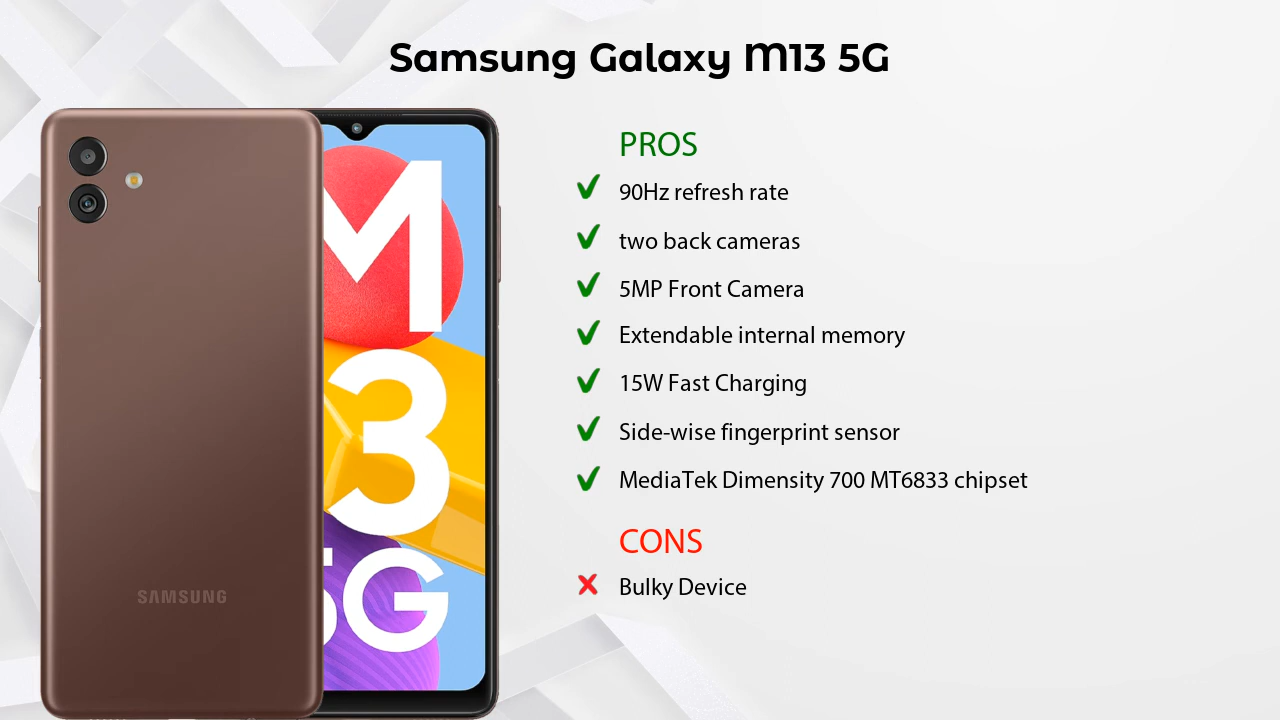 Samsung Galaxy M13 5G
M
3
5G
SAMSUNG
PROS
90Hz refresh rate
two back cameras
5MP Front Camera
Extendable internal memory
15W Fast Charging
Side-wise fingerprint sensor
MediaTek Dimensity 700 MT6833 chipset
CONS
Bulky Device